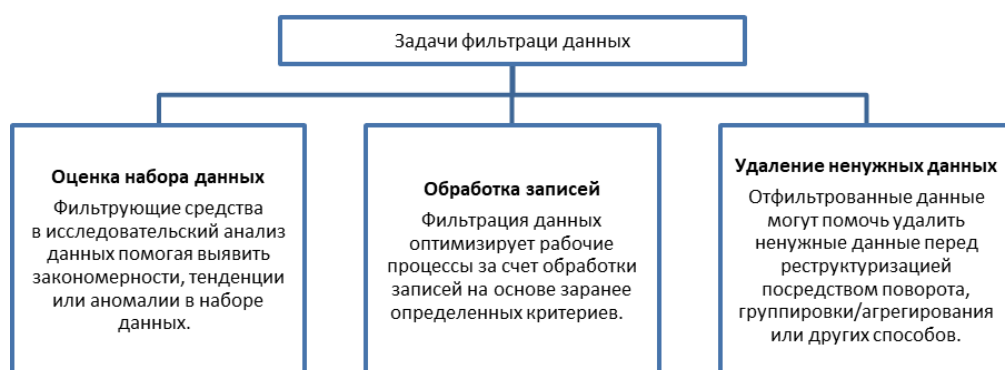 Задачи фильтраци данных
Оценка набора данных
Фильтрующие средства
в исследовательский анализ
данных помогая выявить
закономерности, тенденции
или аномалии в наборе
данных.
Обработка записей
Фильтрация данных
оптимизирует рабочие
процессы за счет обработки
записей на основе заранее
определенных критериев.
Удаление ненужных данных
Отфильтрованные данные
могут помочь удалить
ненужные данные перед
реструктуризацией
посредством поворота,
группировки/агрегирования
или других способов.